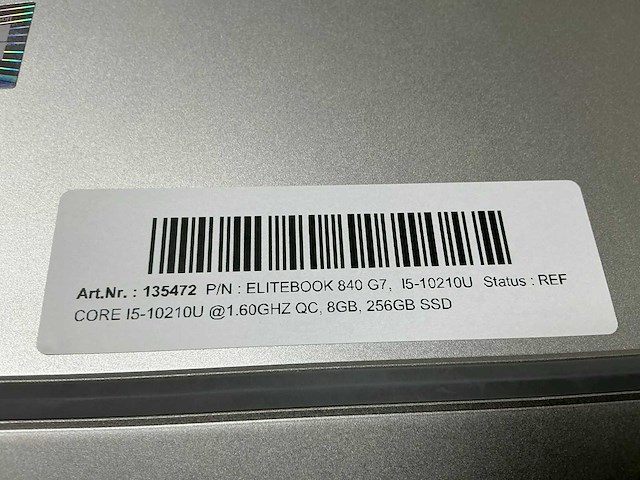 Art.Nr. : 135472 P/N : ELITEBOOK 840 G7, I5-10210U Status : REF
CORE I5-10210U @1.60GHZ QC, 8GB, 256GB SSD